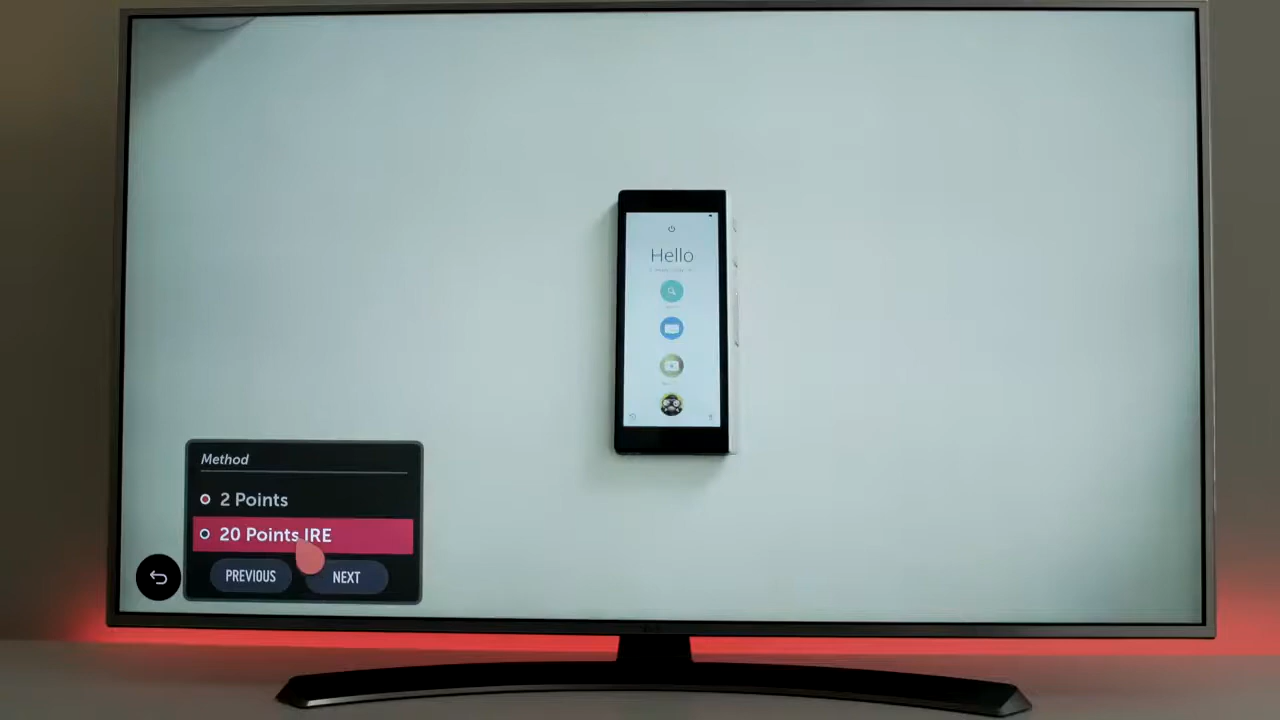 Hello
Method
2 Points
20 Points IRE
PREVIOUS
NEXT